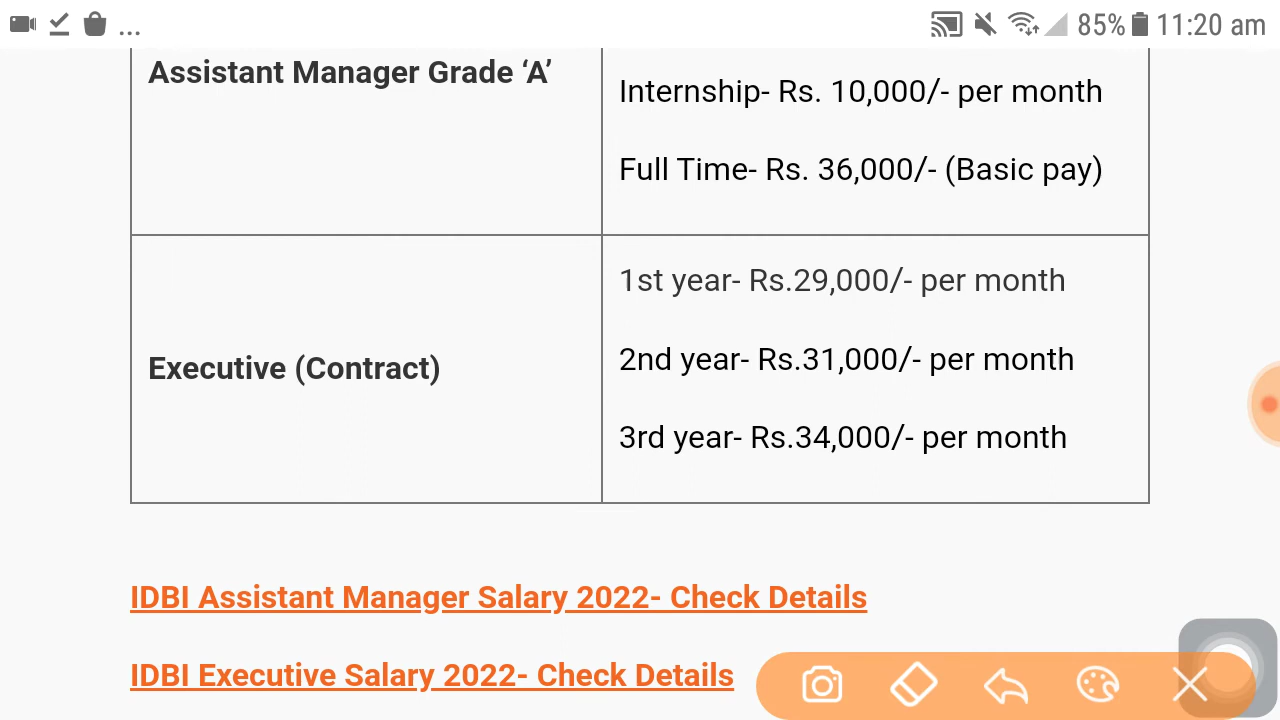 ... 85% 11:20 am
Assistant Manager Grade ‘A’
Internship- Rs. 10,000/- per month
Full Time- Rs. 36,000/- (Basic pay)
Executive (Contract)
1st year- Rs.29,000/- per month
2nd year- Rs.31,000/- per month
3rd year- Rs.34,000/- per month
IDBI Assistant Manager Salary 2022- Check Details
IDBI Executive Salary 2022- Check Details